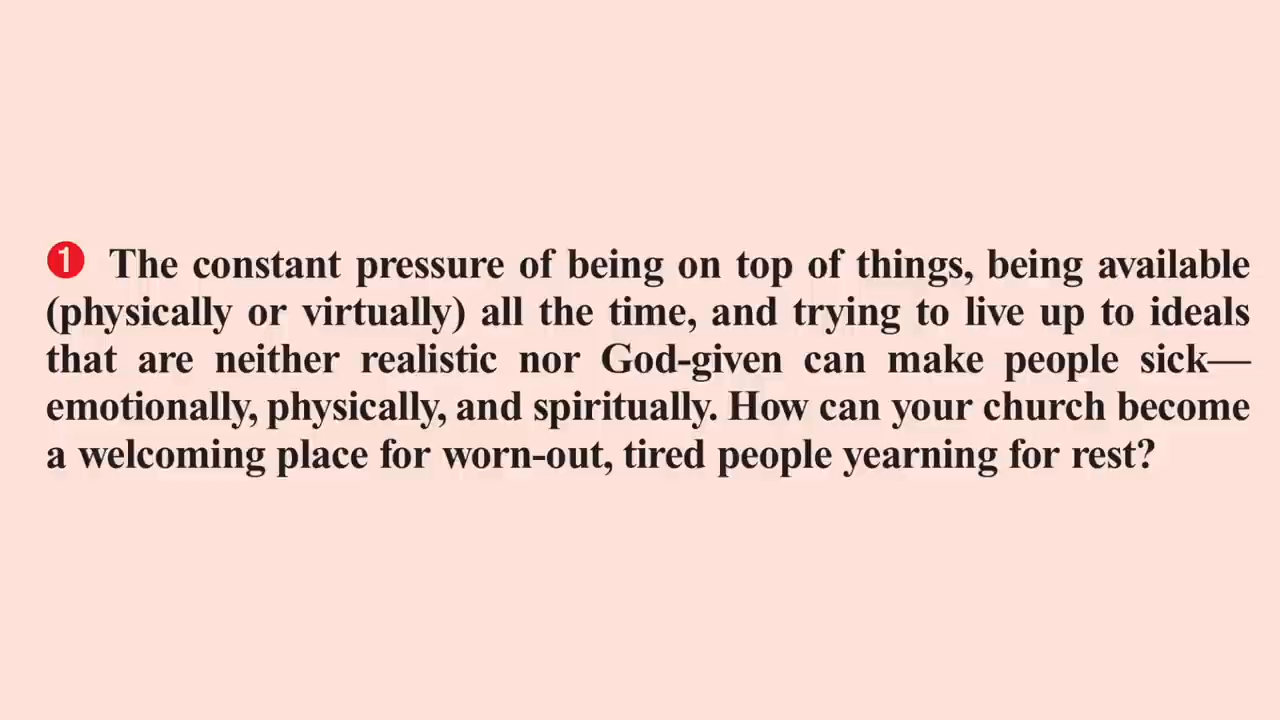 ❶ The constant pressure of being on top of things, being available
(physically or virtually) all the time, and trying to live up to ideals
that are neither realistic nor God-given can make people sick—
emotionally, physically, and spiritually. How can your church become
a welcoming place for worn-out, tired people yearning for rest?